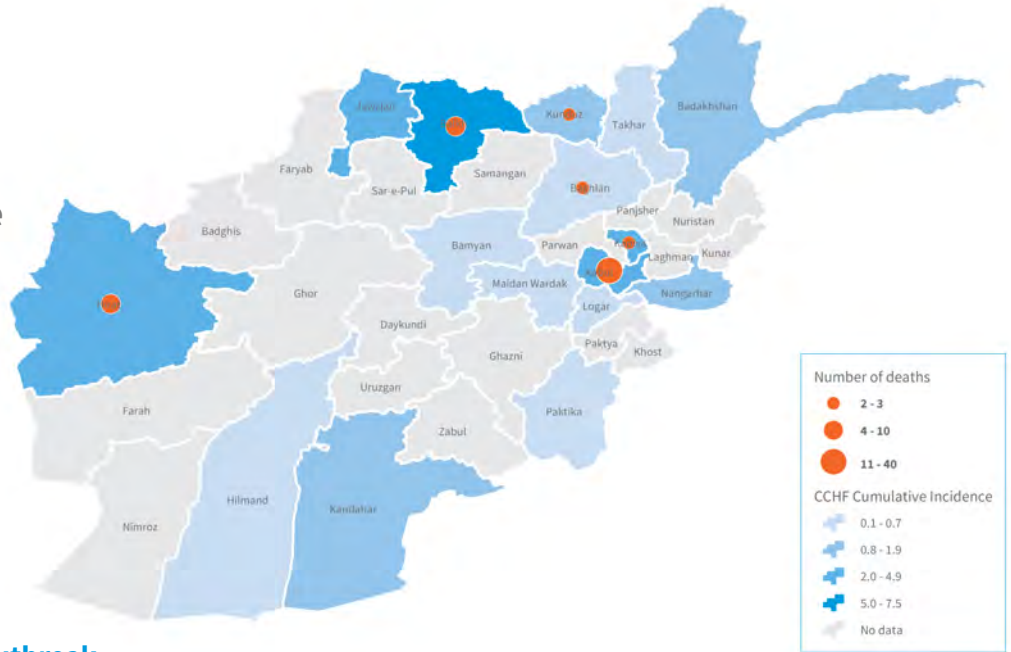 Badakhshan
Kunduz
Takhar
Faryab
Samangan
Sar-e-Pul
Baghlan
Panjsher
Nuristan
Badghis
Bamyan
Parwan
Laghman
Kunar
Ghor
Maidan Wardak
Nangarhar
Logar
Daykundi
Paktya
Khost
Ghazni
Uruzgan
Farah
Paktika
Zabul
Hilmand
Kandahar
Nimroz
Number of deaths
2 - 3
4 - 10
11 - 40
CCHF Cumulative Incidence
0.1 - 0.7
0.8 - 1.9
2.0 - 4.9
5.0 - 7.5
No data